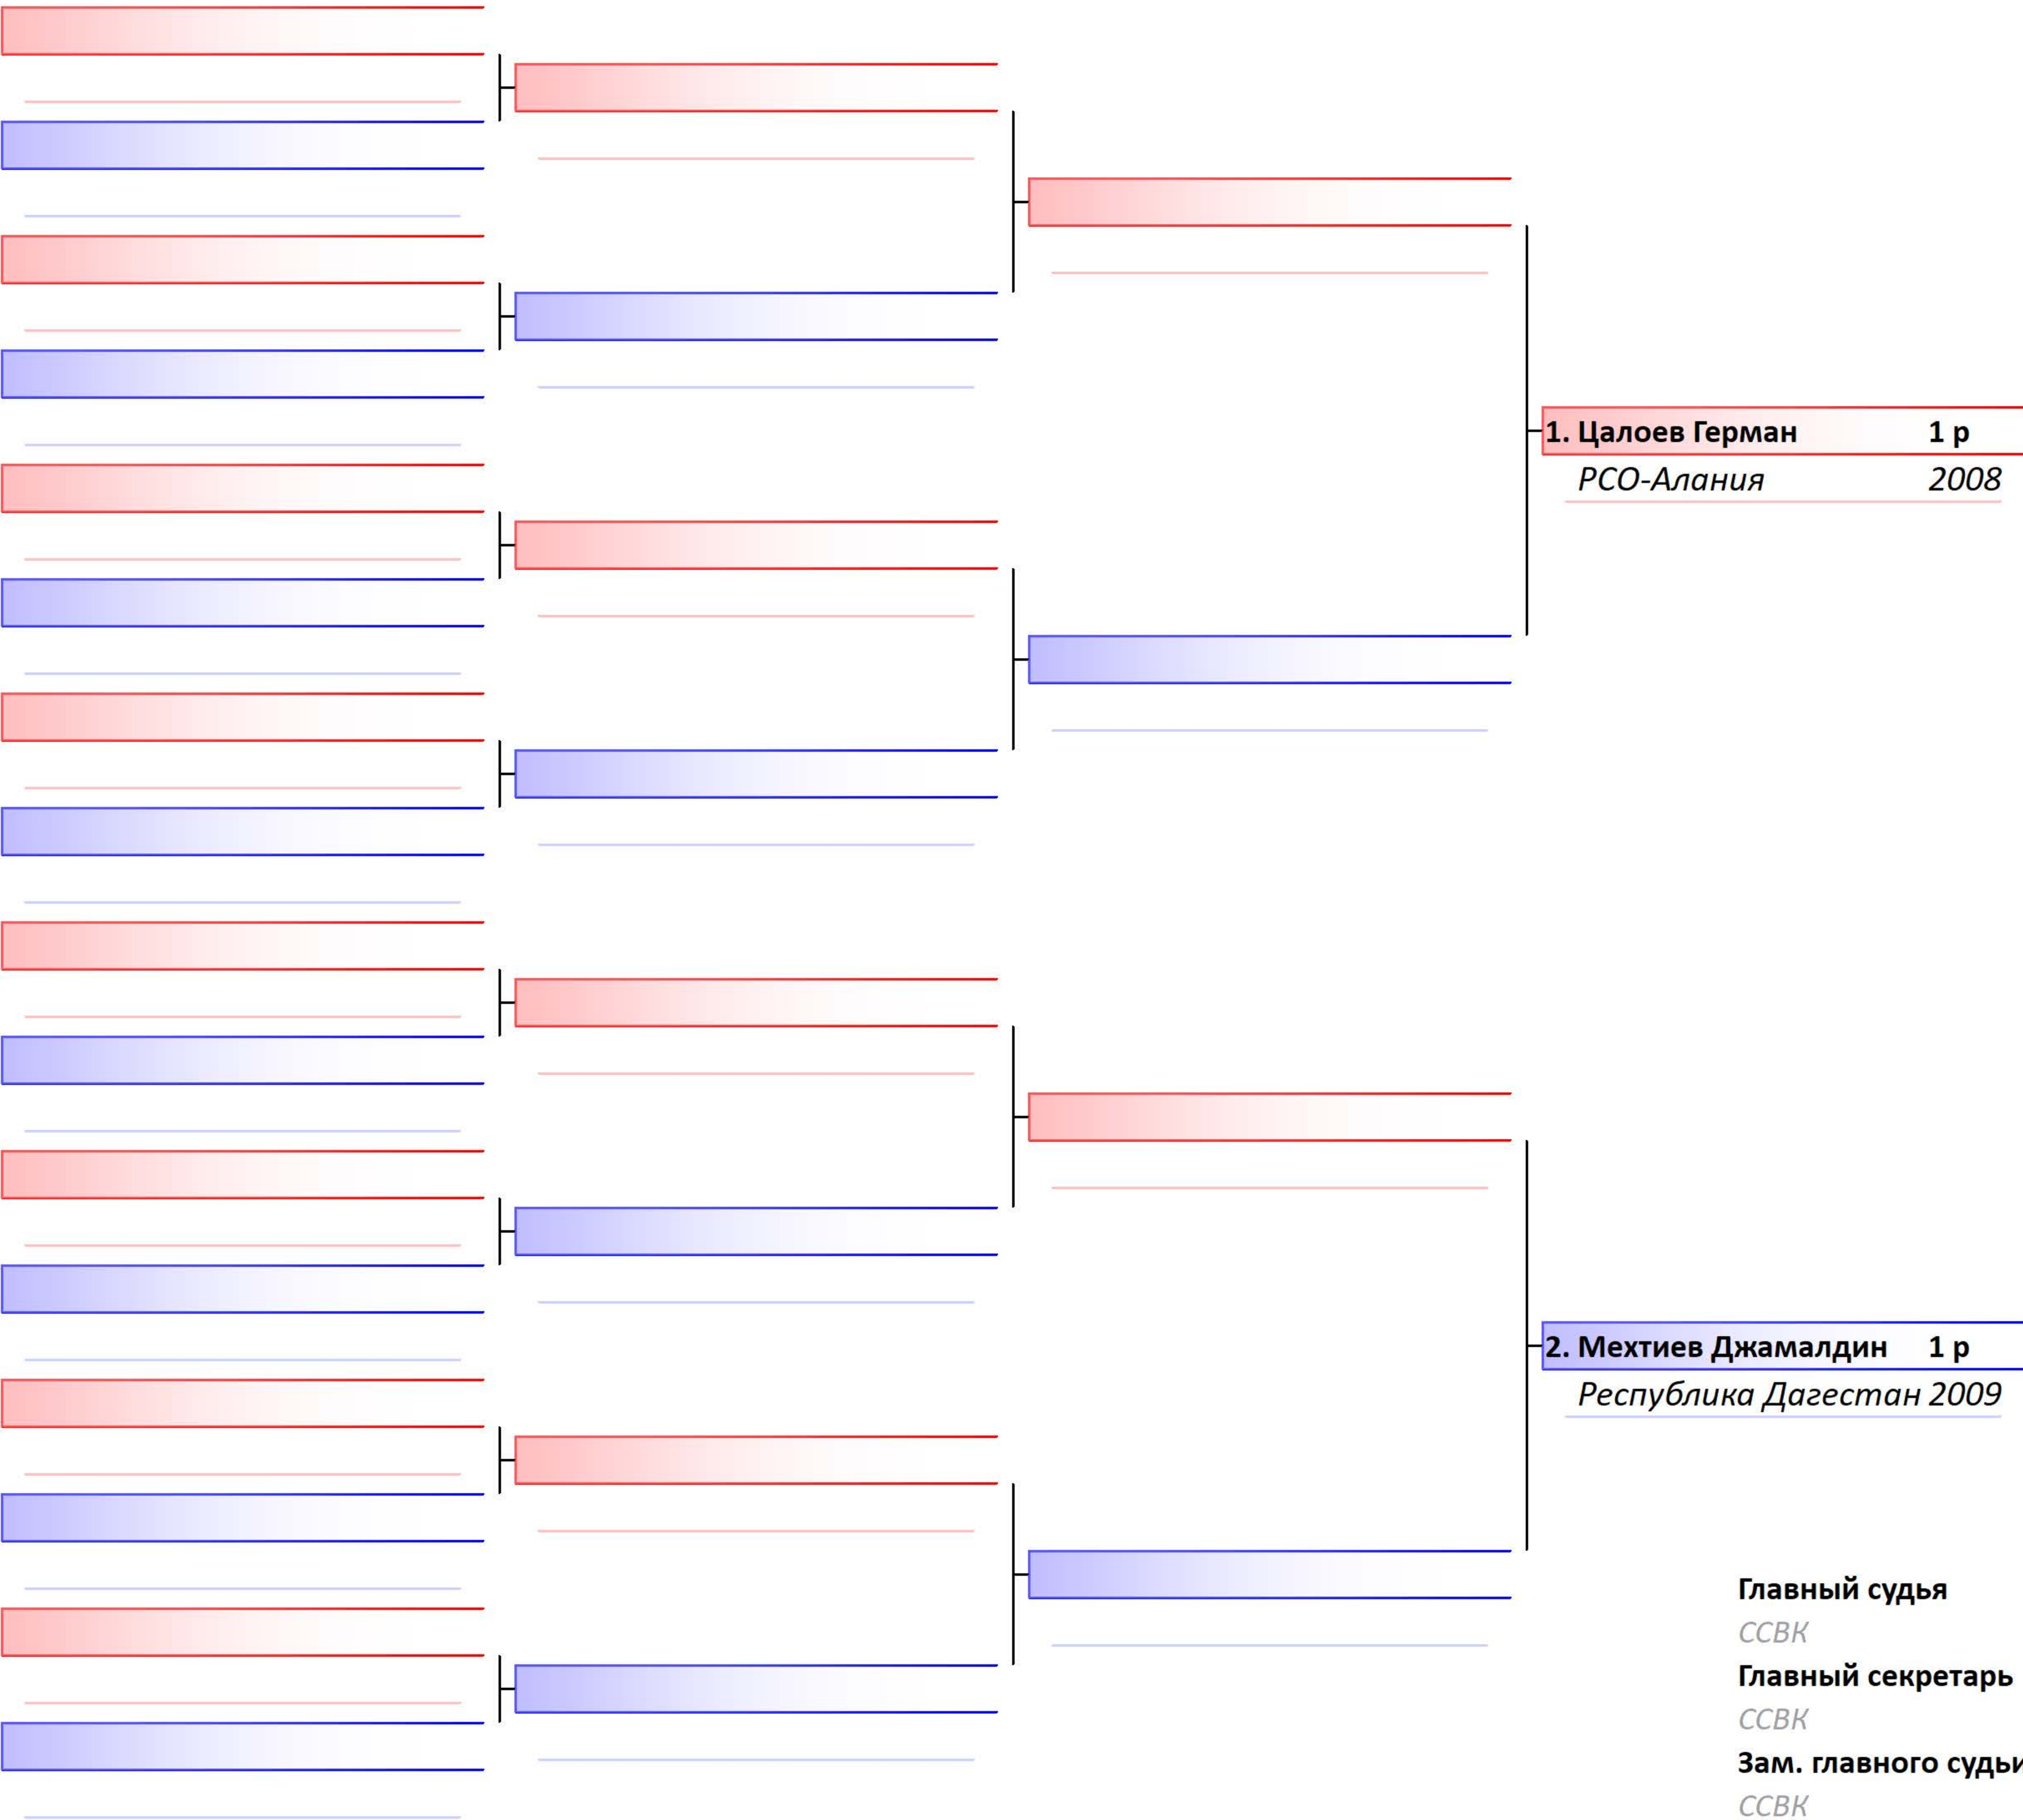 1. Цалоев Герман 1 р
РСО-Алания 2008
2. Мехтиев Джамалдин 1 р
Республика Дагестан 2009
Главный судья
ССВК
Главный секретарь
ССВК
Зам. главного судьи
ССВК